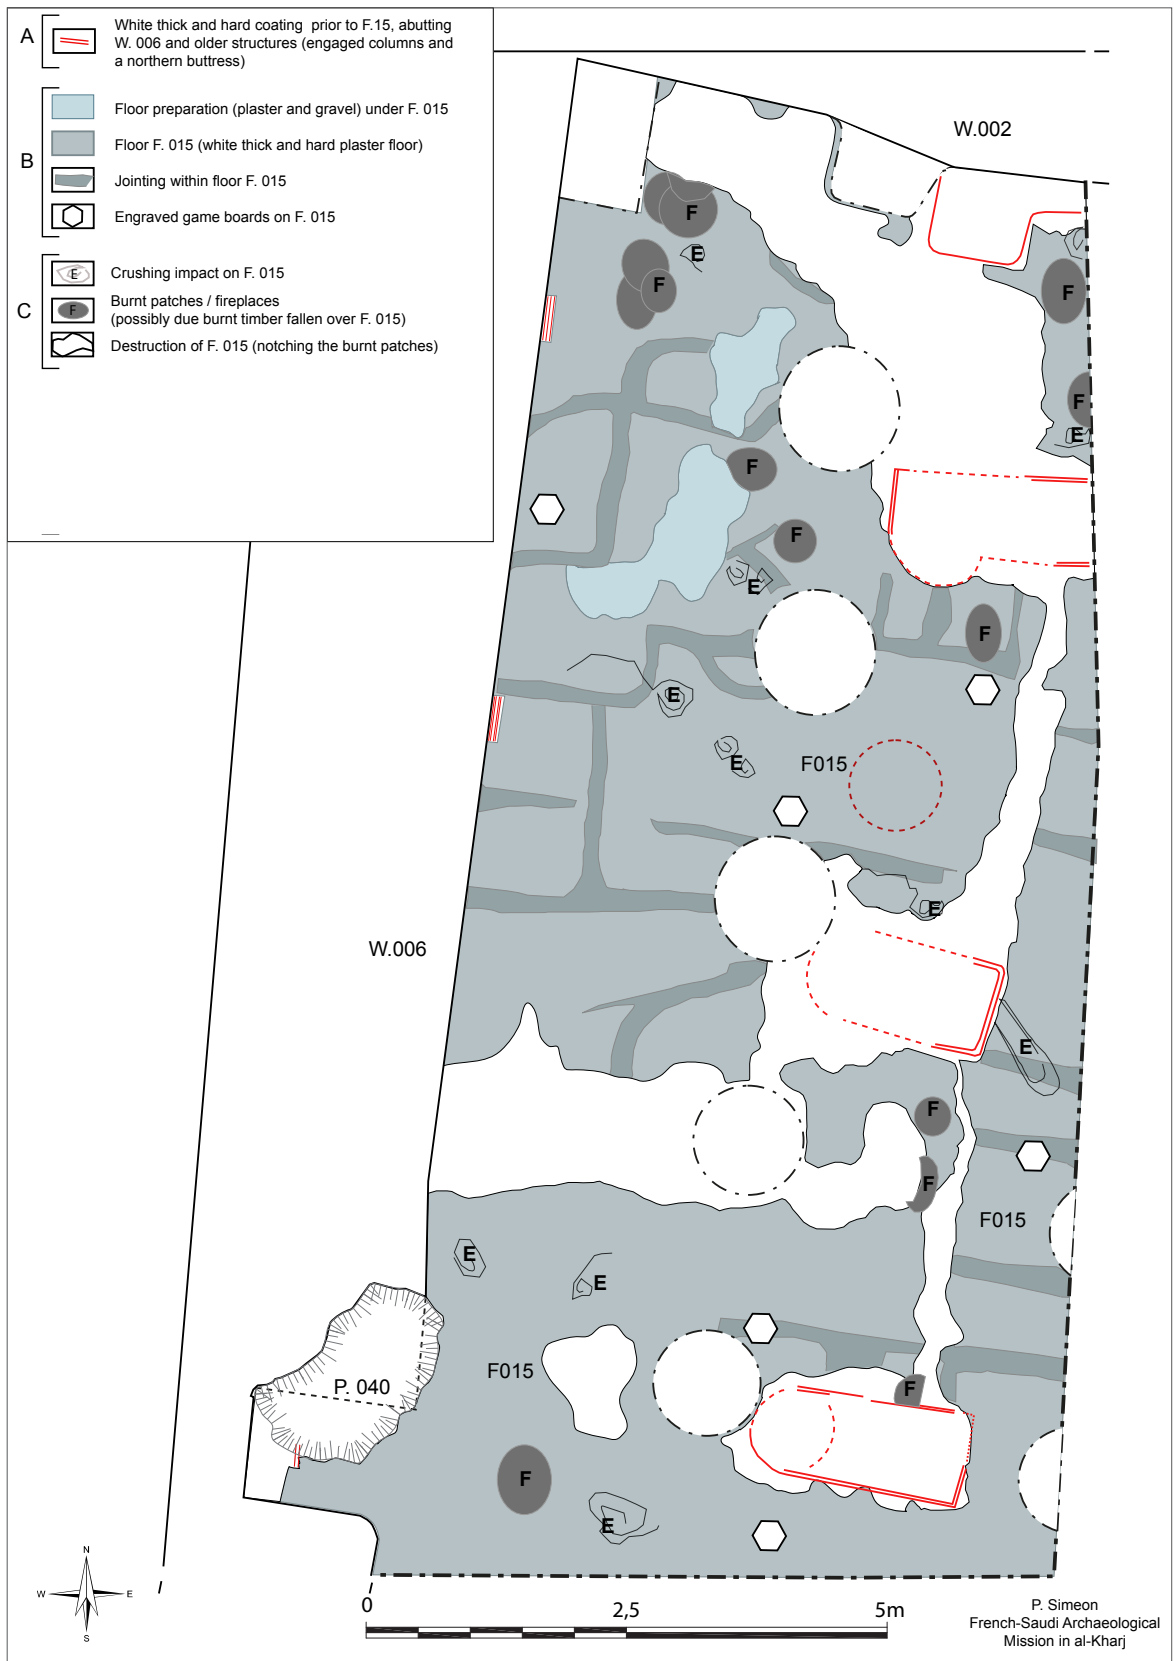 A
White thick and hard coating prior to F.15, abutting
W. 006 and older structures (engaged columns and
a northern buttress)
B
Floor preparation (plaster and gravel) under F. 015
Floor F. 015 (white thick and hard plaster floor)
Jointing within floor F. 015
Engraved game boards on F. 015
C
E
Crushing impact on F. 015
F
Burnt patches / fireplaces
(possibly due burnt timber fallen over F. 015)
Destruction of F. 015 (notching the burnt patches)
W.002
F
E
F
F
F
E
F
F
E
F
E
E
F015
E
W.006
E
F
F
F015
E
E
F015
P. 040
F
F
E
N
W
E
S
0
2,5
5m
P. Simeon
French-Saudi Archaeological
Mission in al-Kharj